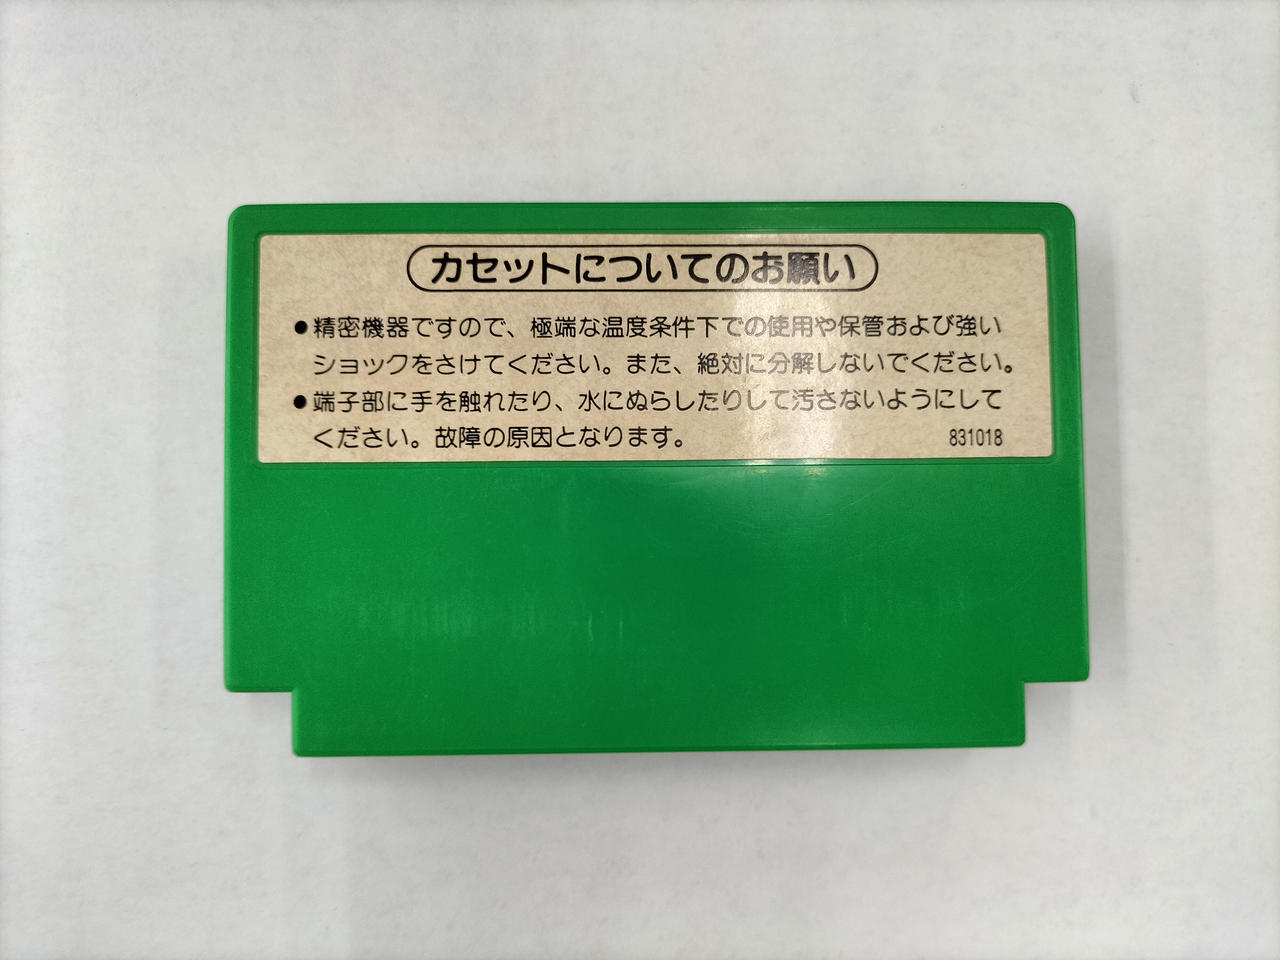 カセットについてのお願い
●精密機器ですので、極端な温度条件下での使用や保管および強い
ショックをさけてください。また、絶対に分解しないでください。
●端子部に手を触れたり、水にぬらしたりして汚さないようにして
ください。故障の原因となります。
831018